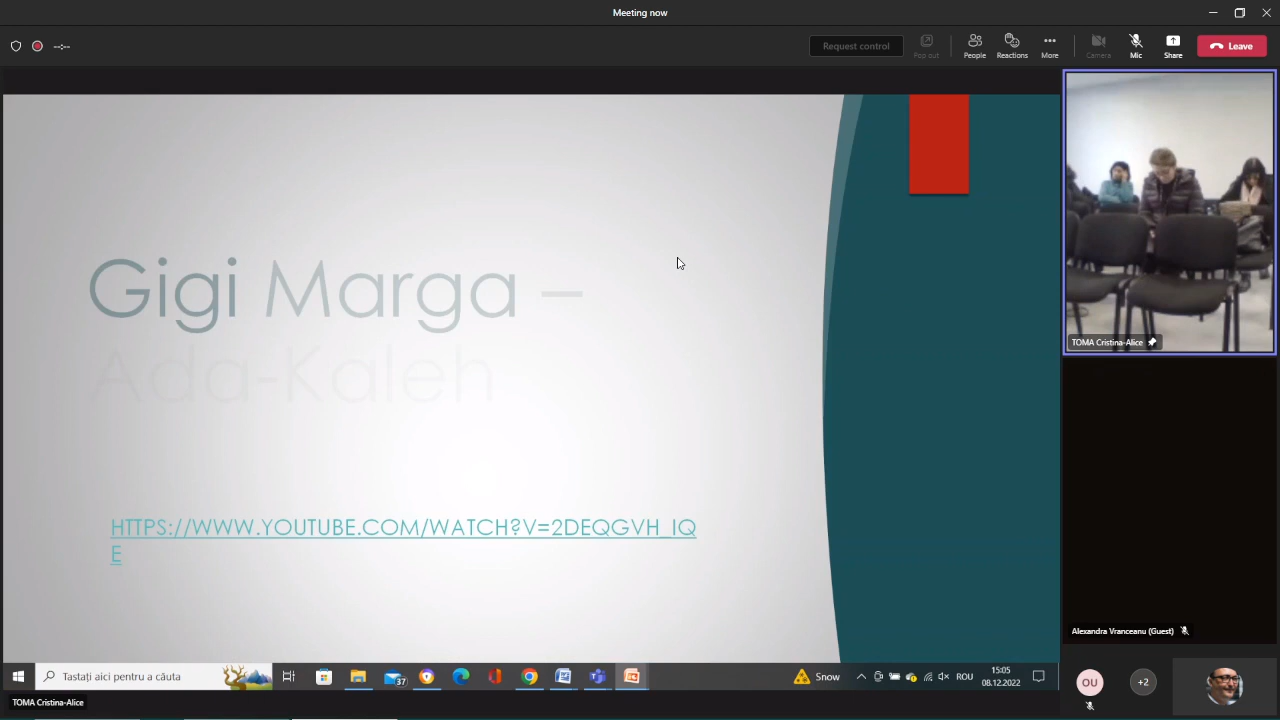 Meeting now
--:--
Request control
Pop out
People
Reactions
More
Camera
Mic
Share
Leave
Gigi Marga –
Ada-Kaleh
HTTPS://WWW.YOUTUBE.COM/WATCH?V=2DEQGVH_IQ
E
TOMA Cristina-Alice
Alexandra Vranceanu (Guest)
Tastați aici pentru a căuta
37
Snow
ROU
15:05
08.12.2022
OU
+2
TOMA Cristina-Alice